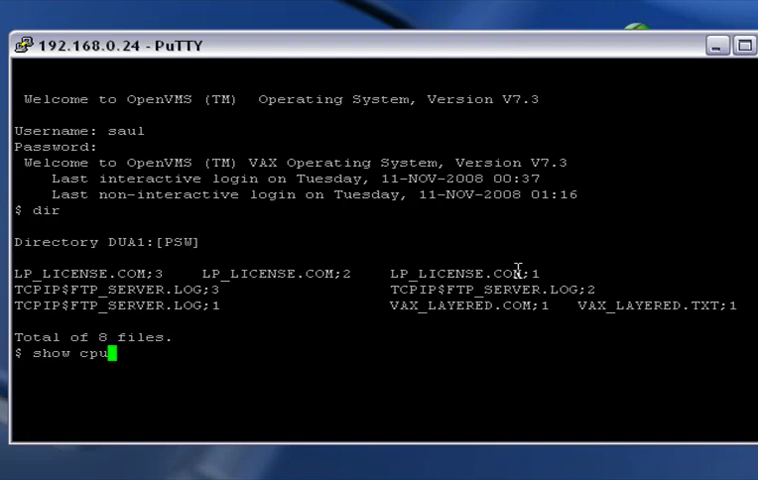 192.168.0.24 - PuTTY
Welcome to OpenVMS (TM)  Operating System, Version V7.3
Username: saul
Password:
Welcome to OpenVMS (TM) VAX Operating System, Version V7.3
Last interactive login on Tuesday, 11-NOV-2008 00:37
Last non-interactive login on Tuesday, 11-NOV-2008 01:16
$ dir
Directory DUA1:[PSW]
LP_LICENSE.COM;3    LP_LICENSE.COM;2    LP_LICENSE.COM;1
TCPIP$FTP_SERVER.LOG;3    TCPIP$FTP_SERVER.LOG;2
TCPIP$FTP_SERVER.LOG;1    VAX_LAYERED.COM;1    VAX_LAYERED.TXT;1
Total of 8 files.
$ show cpu